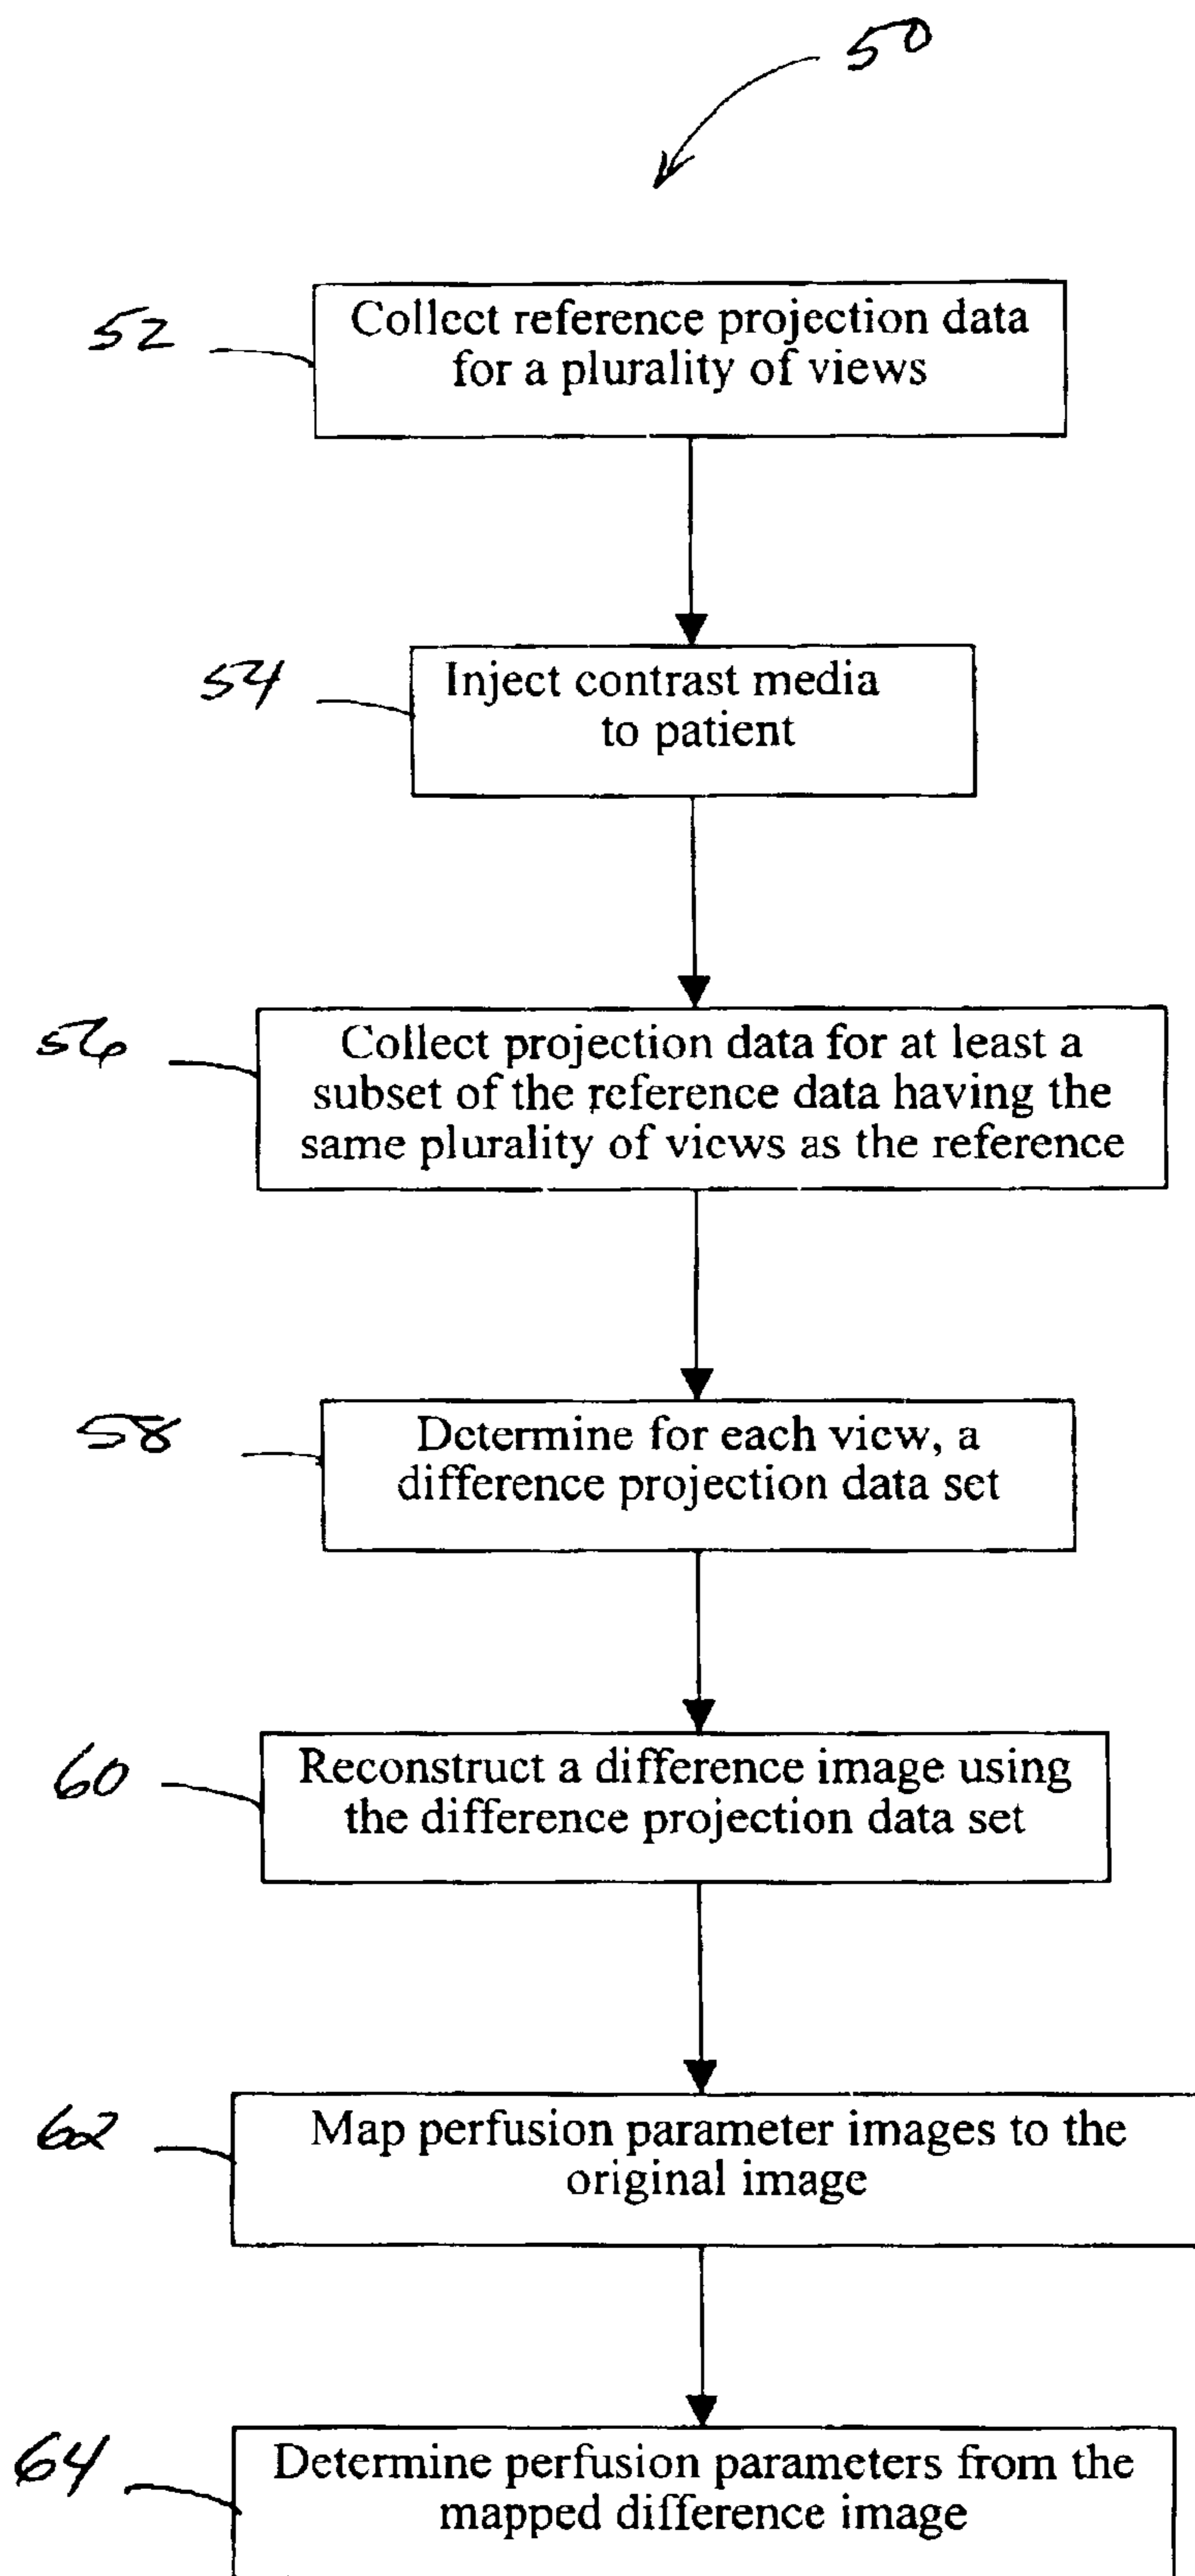 50
52
Collect reference projection data
for a plurality of views
54
Inject contrast media
to patient
56
Collect projection data for at least a
subset of the reference data having the
same plurality of views as the reference
58
Determine for each view, a
difference projection data set
60
Reconstruct a difference image using
the difference projection data set
62
Map perfusion parameter images to the
original image
64
Determine perfusion parameters from the
mapped difference image